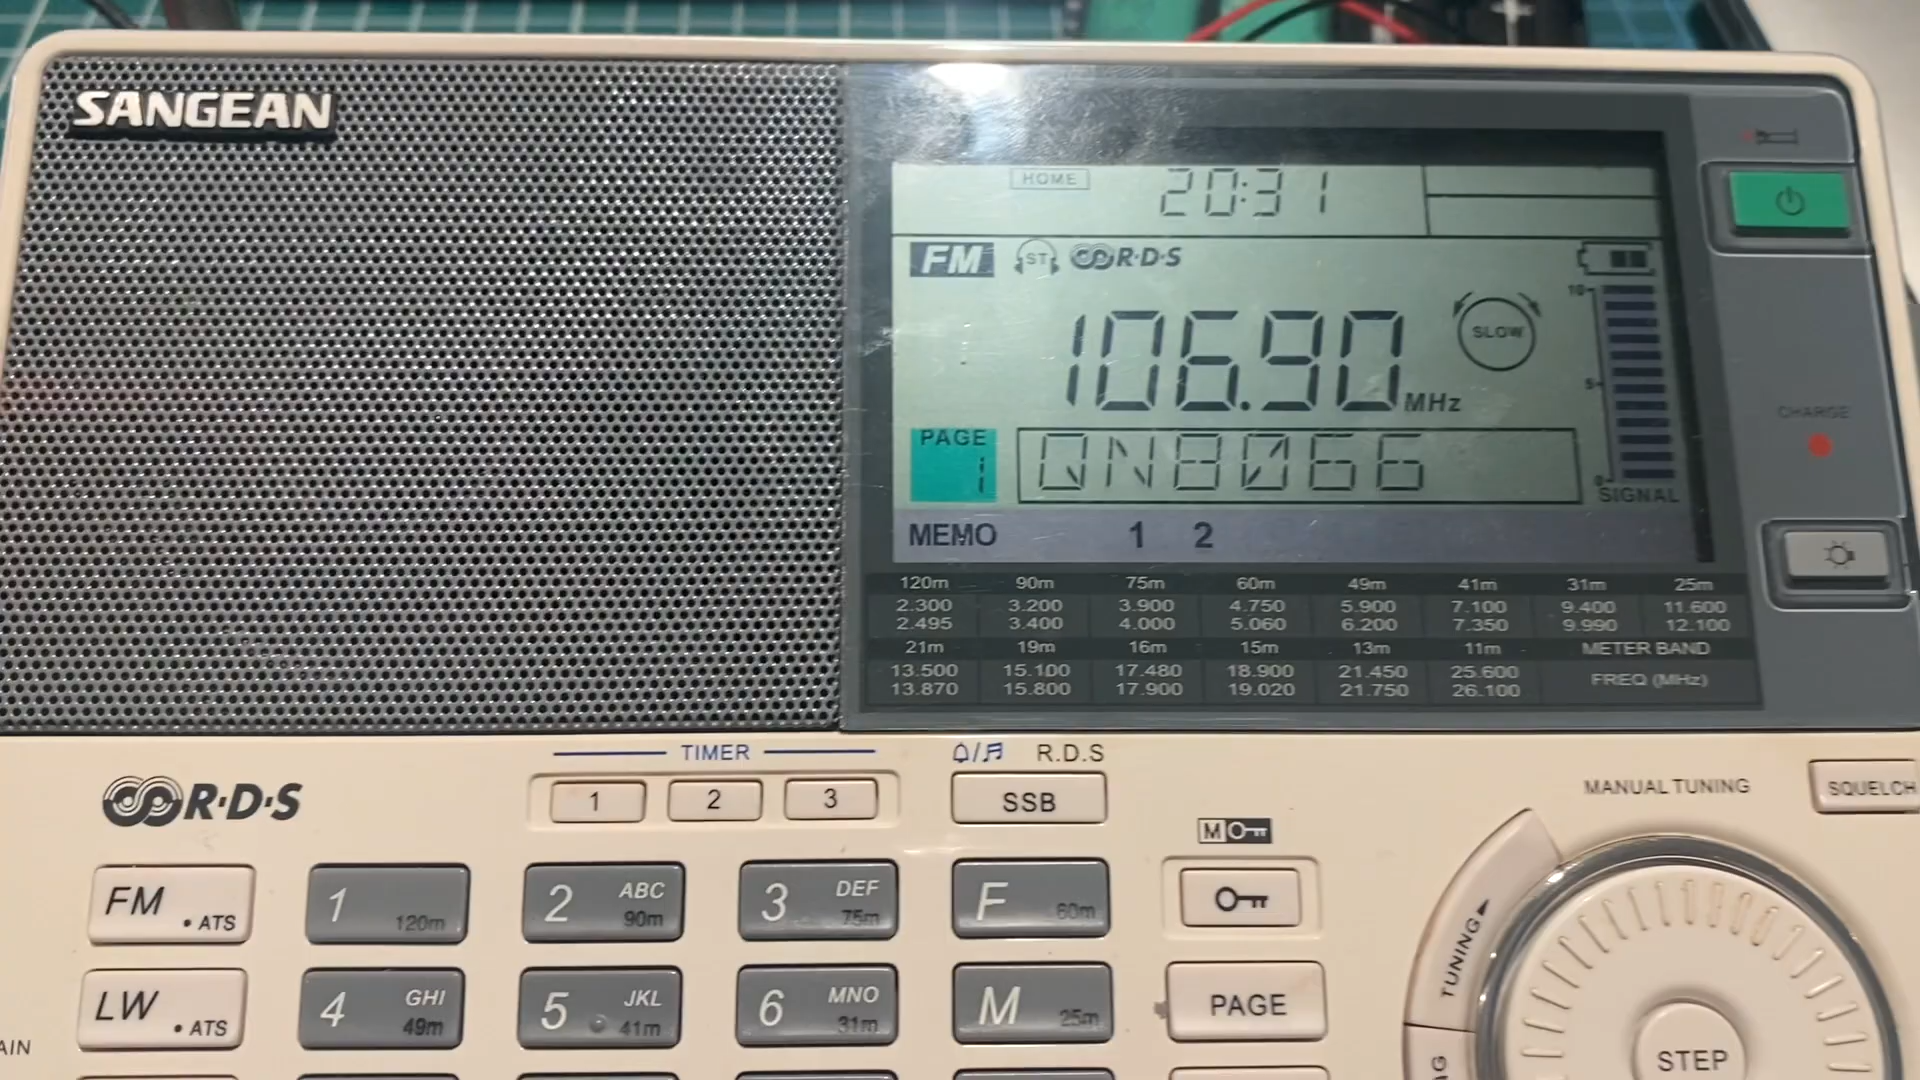 SANGEAN
HOME 20:31
FM ST R·D·S
106.90 MHz
SLOW
10
5
0
SIGNAL
PAGE
1
QN8066
MEMO 1 2
CHARGE
120m 90m 75m 60m 49m 41m 31m 25m
2.300 3.200 3.900 4.750 5.900 7.100 9.400 11.600
2.495 3.400 4.000 5.060 6.200 7.350 9.990 12.100
21m 19m 16m 15m 13m 11m METER BAND
13.500 15.100 17.480 18.900 21.450 25.600 FREQ (MHz)
13.870 15.800 17.900 19.020 21.750 26.100
TIMER
R.D.S
R·D·S
1 2 3
SSB
MANUAL TUNING
SQUELCH
M
FM • ATS
1 120m
2 ABC 90m
3 DEF 75m
F 60m
TUNING
LW • ATS
4 GHI 49m
5 JKL 41m
6 MNO 31m
M 25m
PAGE
STEP
AIN